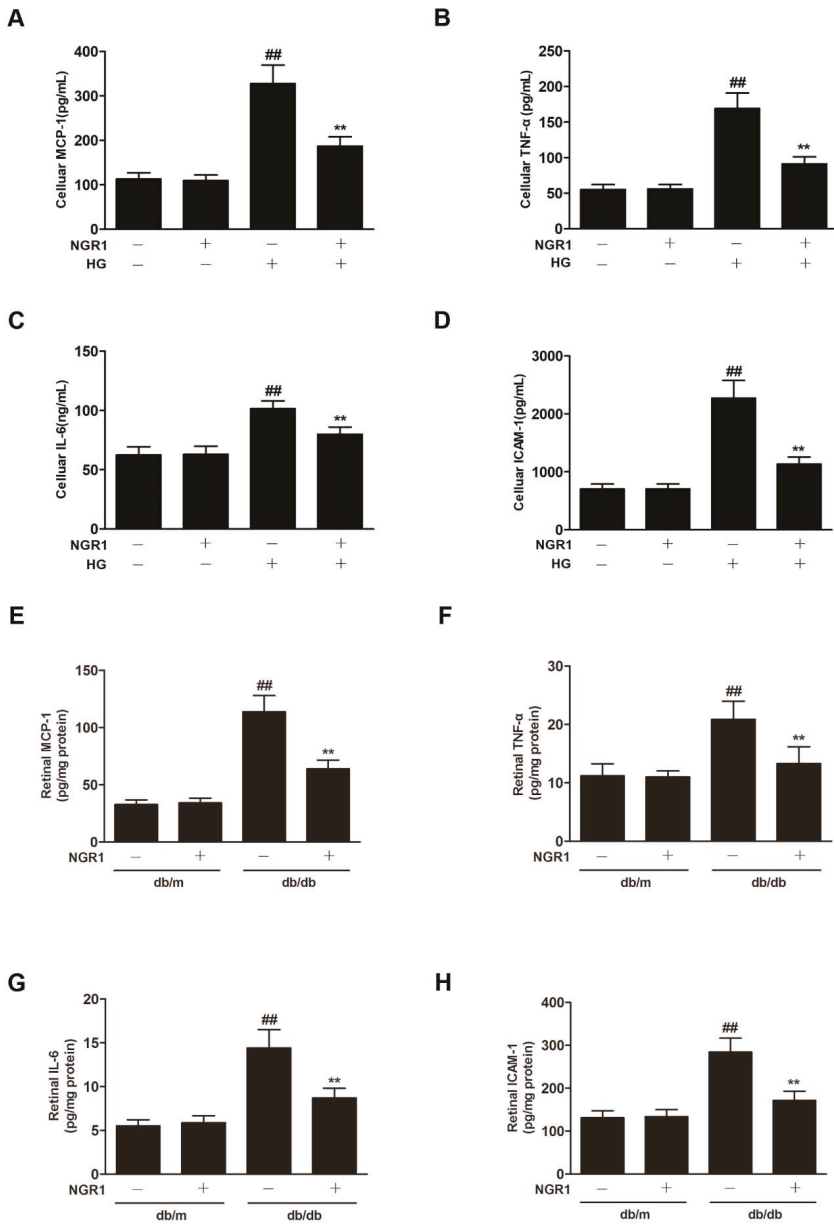 A
Celluar MCP-1(pg/mL)
400
300
200
100
0
##
**
NGR1 – + – +
HG – – + +
B
Cellular TNF-α (pg/mL)
250
200
150
100
50
0
##
**
NGR1 – + – +
HG – – + +
C
Celluar IL-6(ng/mL)
150
100
50
0
##
**
NGR1 – + – +
HG – – + +
D
Celluar ICAM-1(pg/mL)
3000
2000
1000
0
##
**
NGR1 – + – +
HG – – + +
E
Retinal MCP-1
(pg/mg protein)
150
100
50
0
##
**
NGR1 – + – +
db/m db/db
F
Retinal TNF-α
(pg/mg protein)
30
20
10
0
##
**
NGR1 – + – +
db/m db/db
G
Retinal IL-6
(pg/mg protein)
20
15
10
5
0
##
**
NGR1 – + – +
db/m db/db
H
Retinal ICAM-1
(pg/mg protein)
400
300
200
100
0
##
**
NGR1 – + – +
db/m db/db